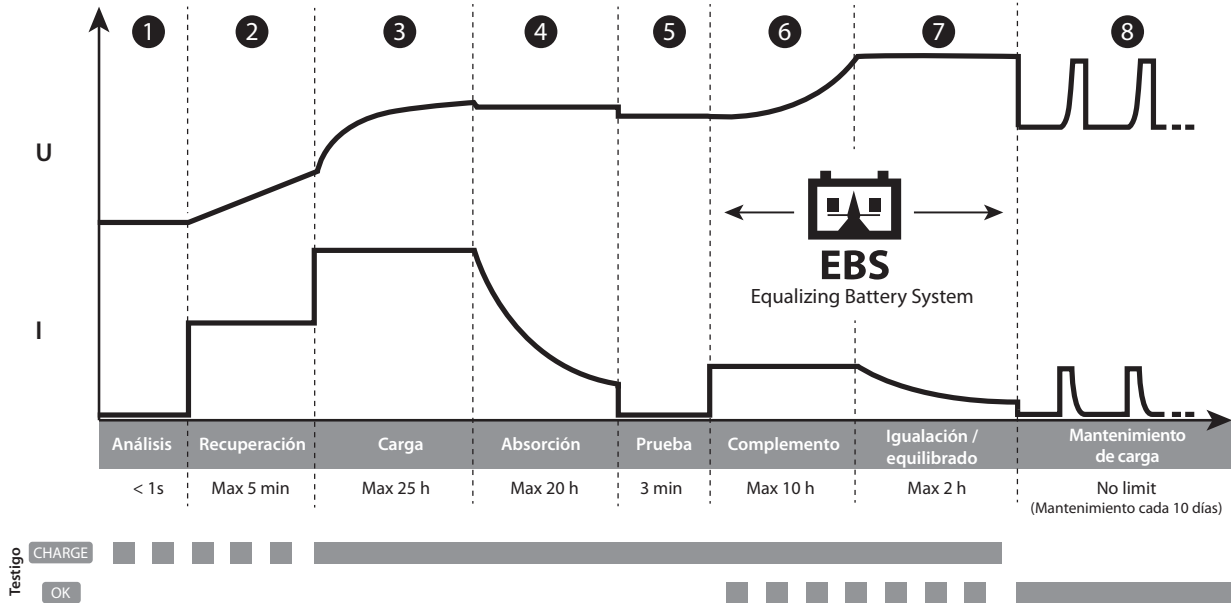 1 2 3 4 5 6 7 8
U
EBS
Equalizing Battery System
I
Análisis Recuperación Carga Absorción Prueba Complemento Igualación / Mantenimiento
equilibrado de carga
< 1s Max 5 min Max 25 h Max 20 h 3 min Max 10 h Max 2 h No limit
(Mantenimiento cada 10 días)
Testigo
CHARGE
OK